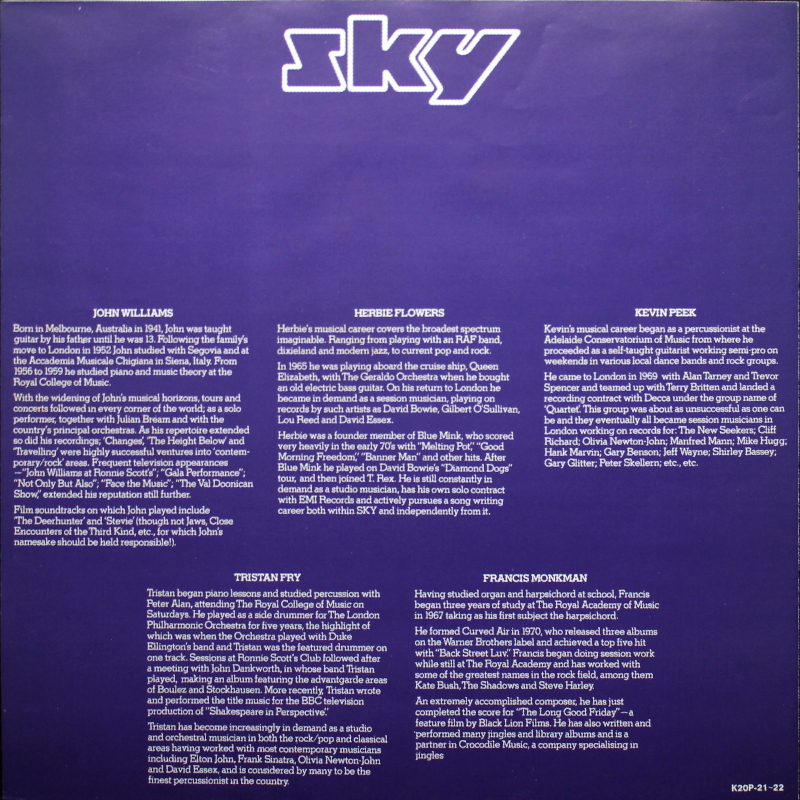 sky
JOHN WILLIAMS
Born in Melbourne, Australia in 1941, John was taught
guitar by his father until he was 13. Following the family's
move to London in 1952 John studied with Segovia and at
the Accademia Musicale Chigiana in Siena, Italy. From
1956 to 1959 he studied piano and music theory at the
Royal College of Music.
With the widening of John's musical horizons, tours and
concerts followed in every corner of the world; as a solo
performer, together with Julian Bream and with the
country's principal orchestras. As his repertoire extended
so did his recordings; 'Changes', 'The Height Below' and
'Travelling' were highly successful ventures into 'contem-
porary/rock' areas. Frequent television appearances
—"John Williams at Ronnie Scott's"; "Gala Performance";
"Not Only But Also"; "Face the Music"; "The Val Doonican
Show," extended his reputation still further.
Film soundtracks on which John played include
'The Deerhunter' and 'Stevie' (though not Jaws, Close
Encounters of the Third Kind, etc., for which John's
namesake should be held responsible!).
HERBIE FLOWERS
Herbie's musical career covers the broadest spectrum
imaginable. Ranging from playing with an RAF band,
dixieland and modern jazz, to current pop and rock.
In 1965 he was playing aboard the cruise ship, Queen
Elizabeth, with The Geraldo Orchestra when he bought
an old electric bass guitar. On his return to London he
became in demand as a session musician, playing on
records by such artists as David Bowie, Gilbert O'Sullivan,
Lou Reed and David Essex.
Herbie was a founder member of Blue Mink, who scored
very heavily in the early 70's with "Melting Pot," "Good
Morning Freedom," "Banner Man" and other hits. After
Blue Mink he played on David Bowie's "Diamond Dogs"
tour, and then joined T. Rex. He is still constantly in
demand as a studio musician, has his own solo contract
with EMI Records and actively pursues a song writing
career both within SKY and independently from it.
KEVIN PEEK
Kevin's musical career began as a percussionist at the
Adelaide Conservatorium of Music from where he
proceeded as a self-taught guitarist working semi-pro on
weekends in various local dance bands and rock groups.
He came to London in 1969 with Alan Tarney and Trevor
Spencer and teamed up with Terry Britten and landed a
recording contract with Decca under the group name of
'Quartet'. This group was about as unsuccessful as one can
be and they eventually all became session musicians in
London working on records for: The New Seekers; Cliff
Richard; Olivia Newton-John; Manfred Mann; Mike Hugg;
Hank Marvin; Gary Benson; Jeff Wayne; Shirley Bassey;
Gary Glitter; Peter Skellern; etc., etc.
TRISTAN FRY
Tristan began piano lessons and studied percussion with
Peter Alan, attending The Royal College of Music on
Saturdays. He played as a side drummer for The London
Philharmonic Orchestra for five years, the highlight of
which was when the Orchestra played with Duke
Ellington's band and Tristan was the featured drummer on
one track. Sessions at Ronnie Scott's Club followed after
a meeting with John Dankworth, in whose band Tristan
played, making an album featuring the advantgarde areas
of Boulez and Stockhausen. More recently, Tristan wrote
and performed the title music for the BBC television
production of "Shakespeare in Perspective."
Tristan has become increasingly in demand as a studio
and orchestral musician in both the rock/pop and classical
areas having worked with most contemporary musicians
including Elton John, Frank Sinatra, Olivia Newton-John
and David Essex, and is considered by many to be the
finest percussionist in the country.
FRANCIS MONKMAN
Having studied organ and harpsichord at school, Francis
began three years of study at The Royal Academy of Music
in 1967 taking as his first subject the harpsichord.
He formed Curved Air in 1970, who released three albums
on the Warner Brothers label and achieved a top five hit
with "Back Street Luv." Francis began doing session work
while still at The Royal Academy and has worked with
some of the greatest names in the rock field, among them
Kate Bush, The Shadows and Steve Harley.
An extremely accomplished composer, he has just
completed the score for "The Long Good Friday"—a
feature film by Black Lion Films. He has also written and
performed many jingles and library albums and is a
partner in Crocodile Music, a company specialising in
jingles
K20P-21~22